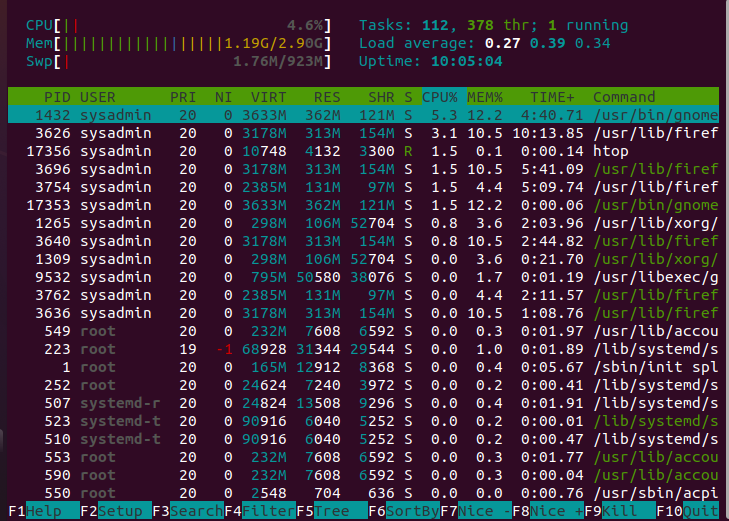 CPU[|| 4.6%] Tasks: 112, 378 thr; 1 running
Mem[||||||||||||||||||1.19G/2.90G] Load average: 0.27 0.39 0.34
Swp[| 1.76M/923M] Uptime: 10:05:04
PID USER PRI NI VIRT RES SHR S CPU% MEM% TIME+ Command
1432 sysadmin 20 0 3633M 362M 121M S 5.3 12.2 4:40.71 /usr/bin/gnome
3626 sysadmin 20 0 3178M 313M 154M S 3.1 10.5 10:13.85 /usr/lib/firef
17356 sysadmin 20 0 10748 4132 3300 R 1.5 0.1 0:00.14 htop
3696 sysadmin 20 0 3178M 313M 154M S 1.5 10.5 5:41.09 /usr/lib/firef
3754 sysadmin 20 0 2385M 131M 97M S 1.5 4.4 5:09.74 /usr/lib/firef
17353 sysadmin 20 0 3633M 362M 121M S 1.5 12.2 0:00.06 /usr/bin/gnome
1265 sysadmin 20 0 298M 106M 52704 S 0.8 3.6 2:03.96 /usr/lib/xorg/
3640 sysadmin 20 0 3178M 313M 154M S 0.8 10.5 2:44.82 /usr/lib/firef
1309 sysadmin 20 0 298M 106M 52704 S 0.0 3.6 0:21.70 /usr/lib/xorg/
9532 sysadmin 20 0 795M 50580 38076 S 0.0 1.7 0:01.19 /usr/libexec/g
3762 sysadmin 20 0 2385M 131M 97M S 0.0 4.4 2:11.57 /usr/lib/firef
3636 sysadmin 20 0 3178M 313M 154M S 0.0 10.5 1:08.76 /usr/lib/firef
549 root 20 0 232M 7608 6592 S 0.0 0.3 0:01.97 /usr/lib/accou
223 root 19 -1 68928 31344 29544 S 0.0 1.0 0:01.89 /lib/systemd/s
1 root 20 0 165M 12912 8368 S 0.0 0.4 0:05.67 /sbin/init spl
252 root 20 0 24624 7240 3972 S 0.0 0.2 0:00.41 /lib/systemd/s
507 systemd-r 20 0 24824 13508 9296 S 0.0 0.4 0:01.91 /lib/systemd/s
523 systemd-t 20 0 90916 6040 5252 S 0.0 0.2 0:00.01 /lib/systemd/s
510 systemd-t 20 0 90916 6040 5252 S 0.0 0.2 0:00.47 /lib/systemd/s
553 root 20 0 232M 7608 6592 S 0.0 0.3 0:01.77 /usr/lib/accou
590 root 20 0 232M 7608 6592 S 0.0 0.3 0:00.04 /usr/lib/accou
550 root 20 0 2548 704 636 S 0.0 0.0 0:00.76 /usr/sbin/acpi
F1Help F2Setup F3SearchF4FilterF5Tree F6SortByF7Nice -F8Nice +F9Kill F10Quit